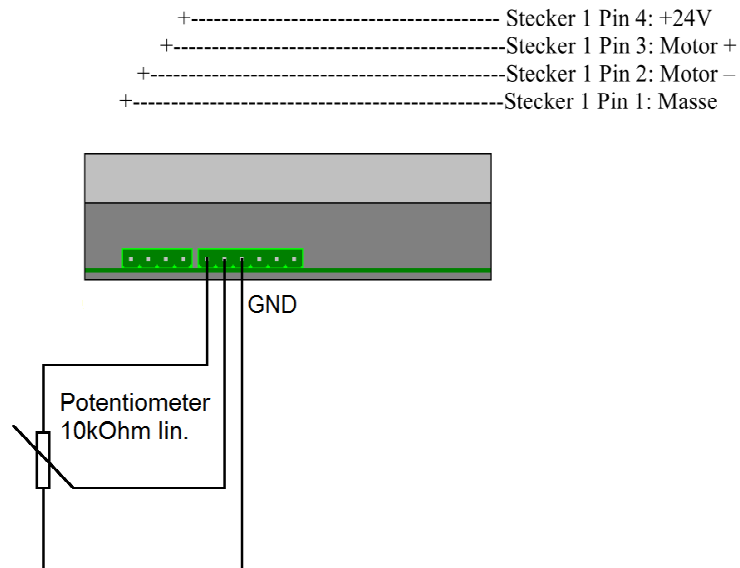 +---------------------------------- Stecker 1 Pin 4: +24V
+------------------------------------Stecker 1 Pin 3: Motor +
+---------------------------------------Stecker 1 Pin 2: Motor –
+-----------------------------------------Stecker 1 Pin 1: Masse
GND
Potentiometer
10kOhm lin.